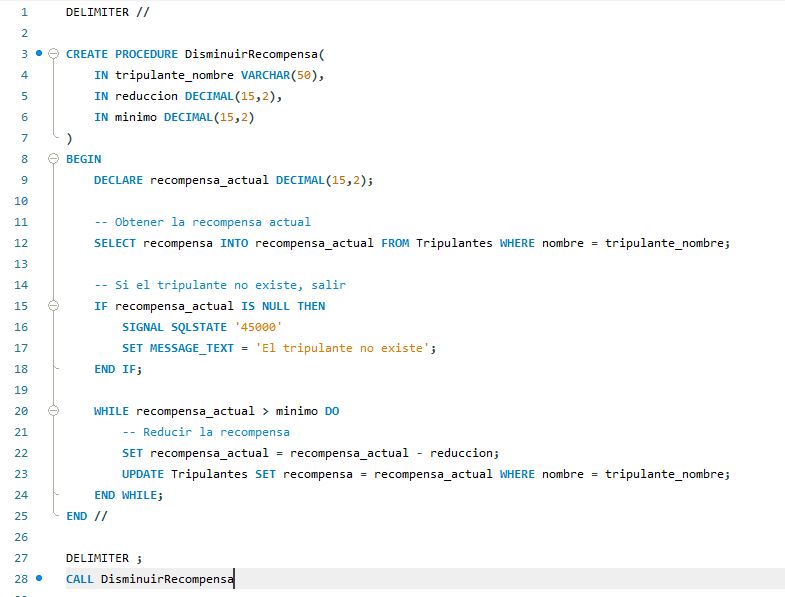 1 DELIMITER //
2
3 CREATE PROCEDURE DisminuirRecompensa(
4 IN tripulante_nombre VARCHAR(50),
5 IN reduccion DECIMAL(15,2),
6 IN minimo DECIMAL(15,2)
7 )
8 BEGIN
9 DECLARE recompensa_actual DECIMAL(15,2);
10
11 -- Obtener la recompensa actual
12 SELECT recompensa INTO recompensa_actual FROM Tripulantes WHERE nombre = tripulante_nombre;
13
14 -- Si el tripulante no existe, salir
15 IF recompensa_actual IS NULL THEN
16 SIGNAL SQLSTATE '45000'
17 SET MESSAGE_TEXT = 'El tripulante no existe';
18 END IF;
19
20 WHILE recompensa_actual > minimo DO
21 -- Reducir la recompensa
22 SET recompensa_actual = recompensa_actual - reduccion;
23 UPDATE Tripulantes SET recompensa = recompensa_actual WHERE nombre = tripulante_nombre;
24 END WHILE;
25 END //
26
27 DELIMITER ;
28 CALL DisminuirRecompensa